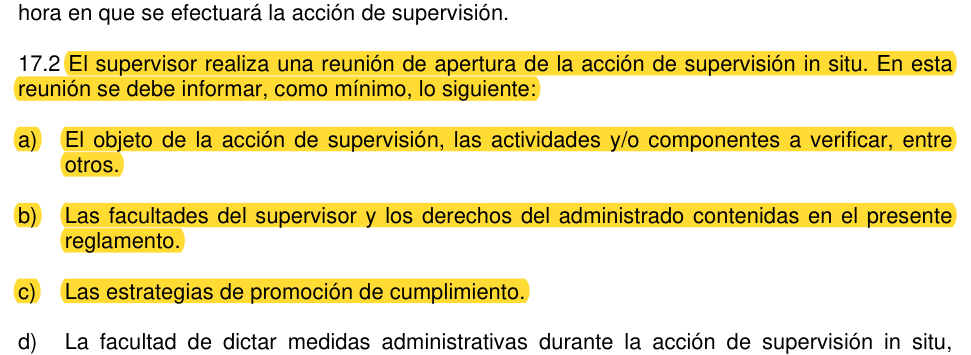 hora en que se efectuará la acción de supervisión.
17.2 El supervisor realiza una reunión de apertura de la acción de supervisión in situ. En esta
reunión se debe informar, como mínimo, lo siguiente:
a) El objeto de la acción de supervisión, las actividades y/o componentes a verificar, entre
otros.
b) Las facultades del supervisor y los derechos del administrado contenidas en el presente
reglamento.
c) Las estrategias de promoción de cumplimiento.
d) La facultad de dictar medidas administrativas durante la acción de supervisión in situ,